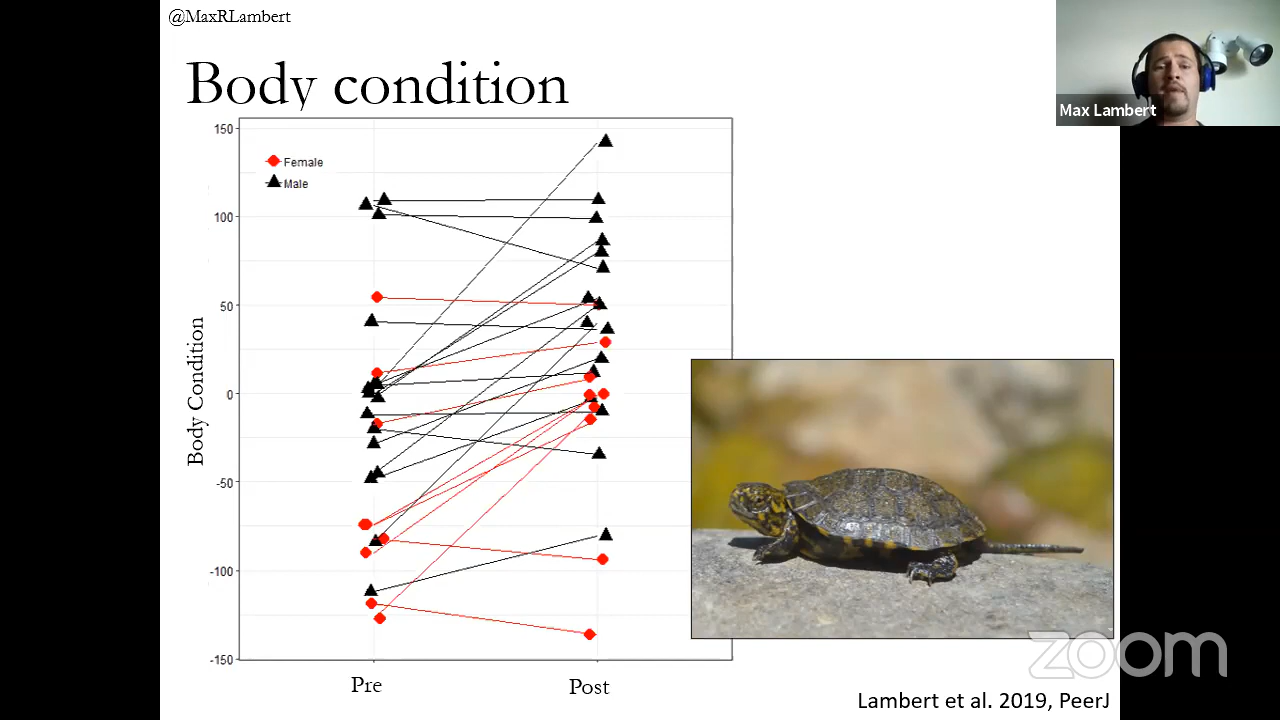 @MaxRLambert
Body condition
Max Lambert
150
100
50
0
-50
-100
-150
Body Condition
Female
Male
Pre
Post
zoom
Lambert et al. 2019, PeerJ